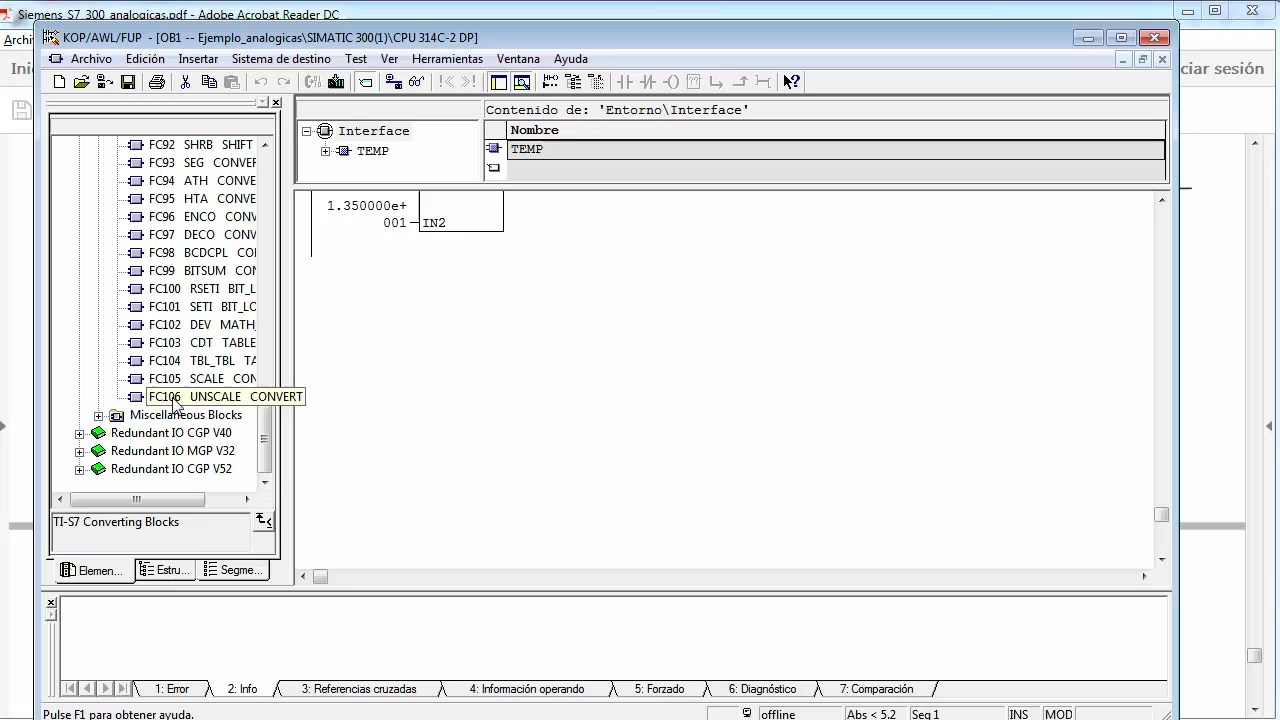 Siemens_S7_300_analogicas.pdf - Adobe Acrobat Reader DC
KOP/AWL/FUP - [OB1 -- Ejemplo_analogicas\SIMATIC 300(1)\CPU 314C-2 DP]
Archivo Edición Insertar Sistema de destino Test Ver Herramientas Ventana Ayuda
Contenido de: 'Entorno\Interface'
Interface
TEMP
Nombre
TEMP
FC92 SHRB SHIFT
FC93 SEG CONVER
FC94 ATH CONVE
FC95 HTA CONVE
FC96 ENCO CONV
FC97 DECO CONV
FC98 BCDCPL CO
FC99 BITSUM CON
FC100 RSETI BIT_L
FC101 SETI BIT_LO
FC102 DEV MATH_
FC103 CDT TABLE
FC104 TBL_TBL TA
FC105 SCALE CON
FC106 UNSCALE CONVERT
Miscellaneous Blocks
Redundant IO CGP V40
Redundant IO MGP V32
Redundant IO CGP V52
TI-S7 Converting Blocks
Elemen... Estru... Segme...
1.350000e+
001 IN2
1: Error 2: Info 3: Referencias cruzadas 4: Información operando 5: Forzado 6: Diagnóstico 7: Comparación
Pulse F1 para obtener ayuda.
offline Abs < 5.2 Seg 1 INS MOD
Archi
Ini
ciar sesión